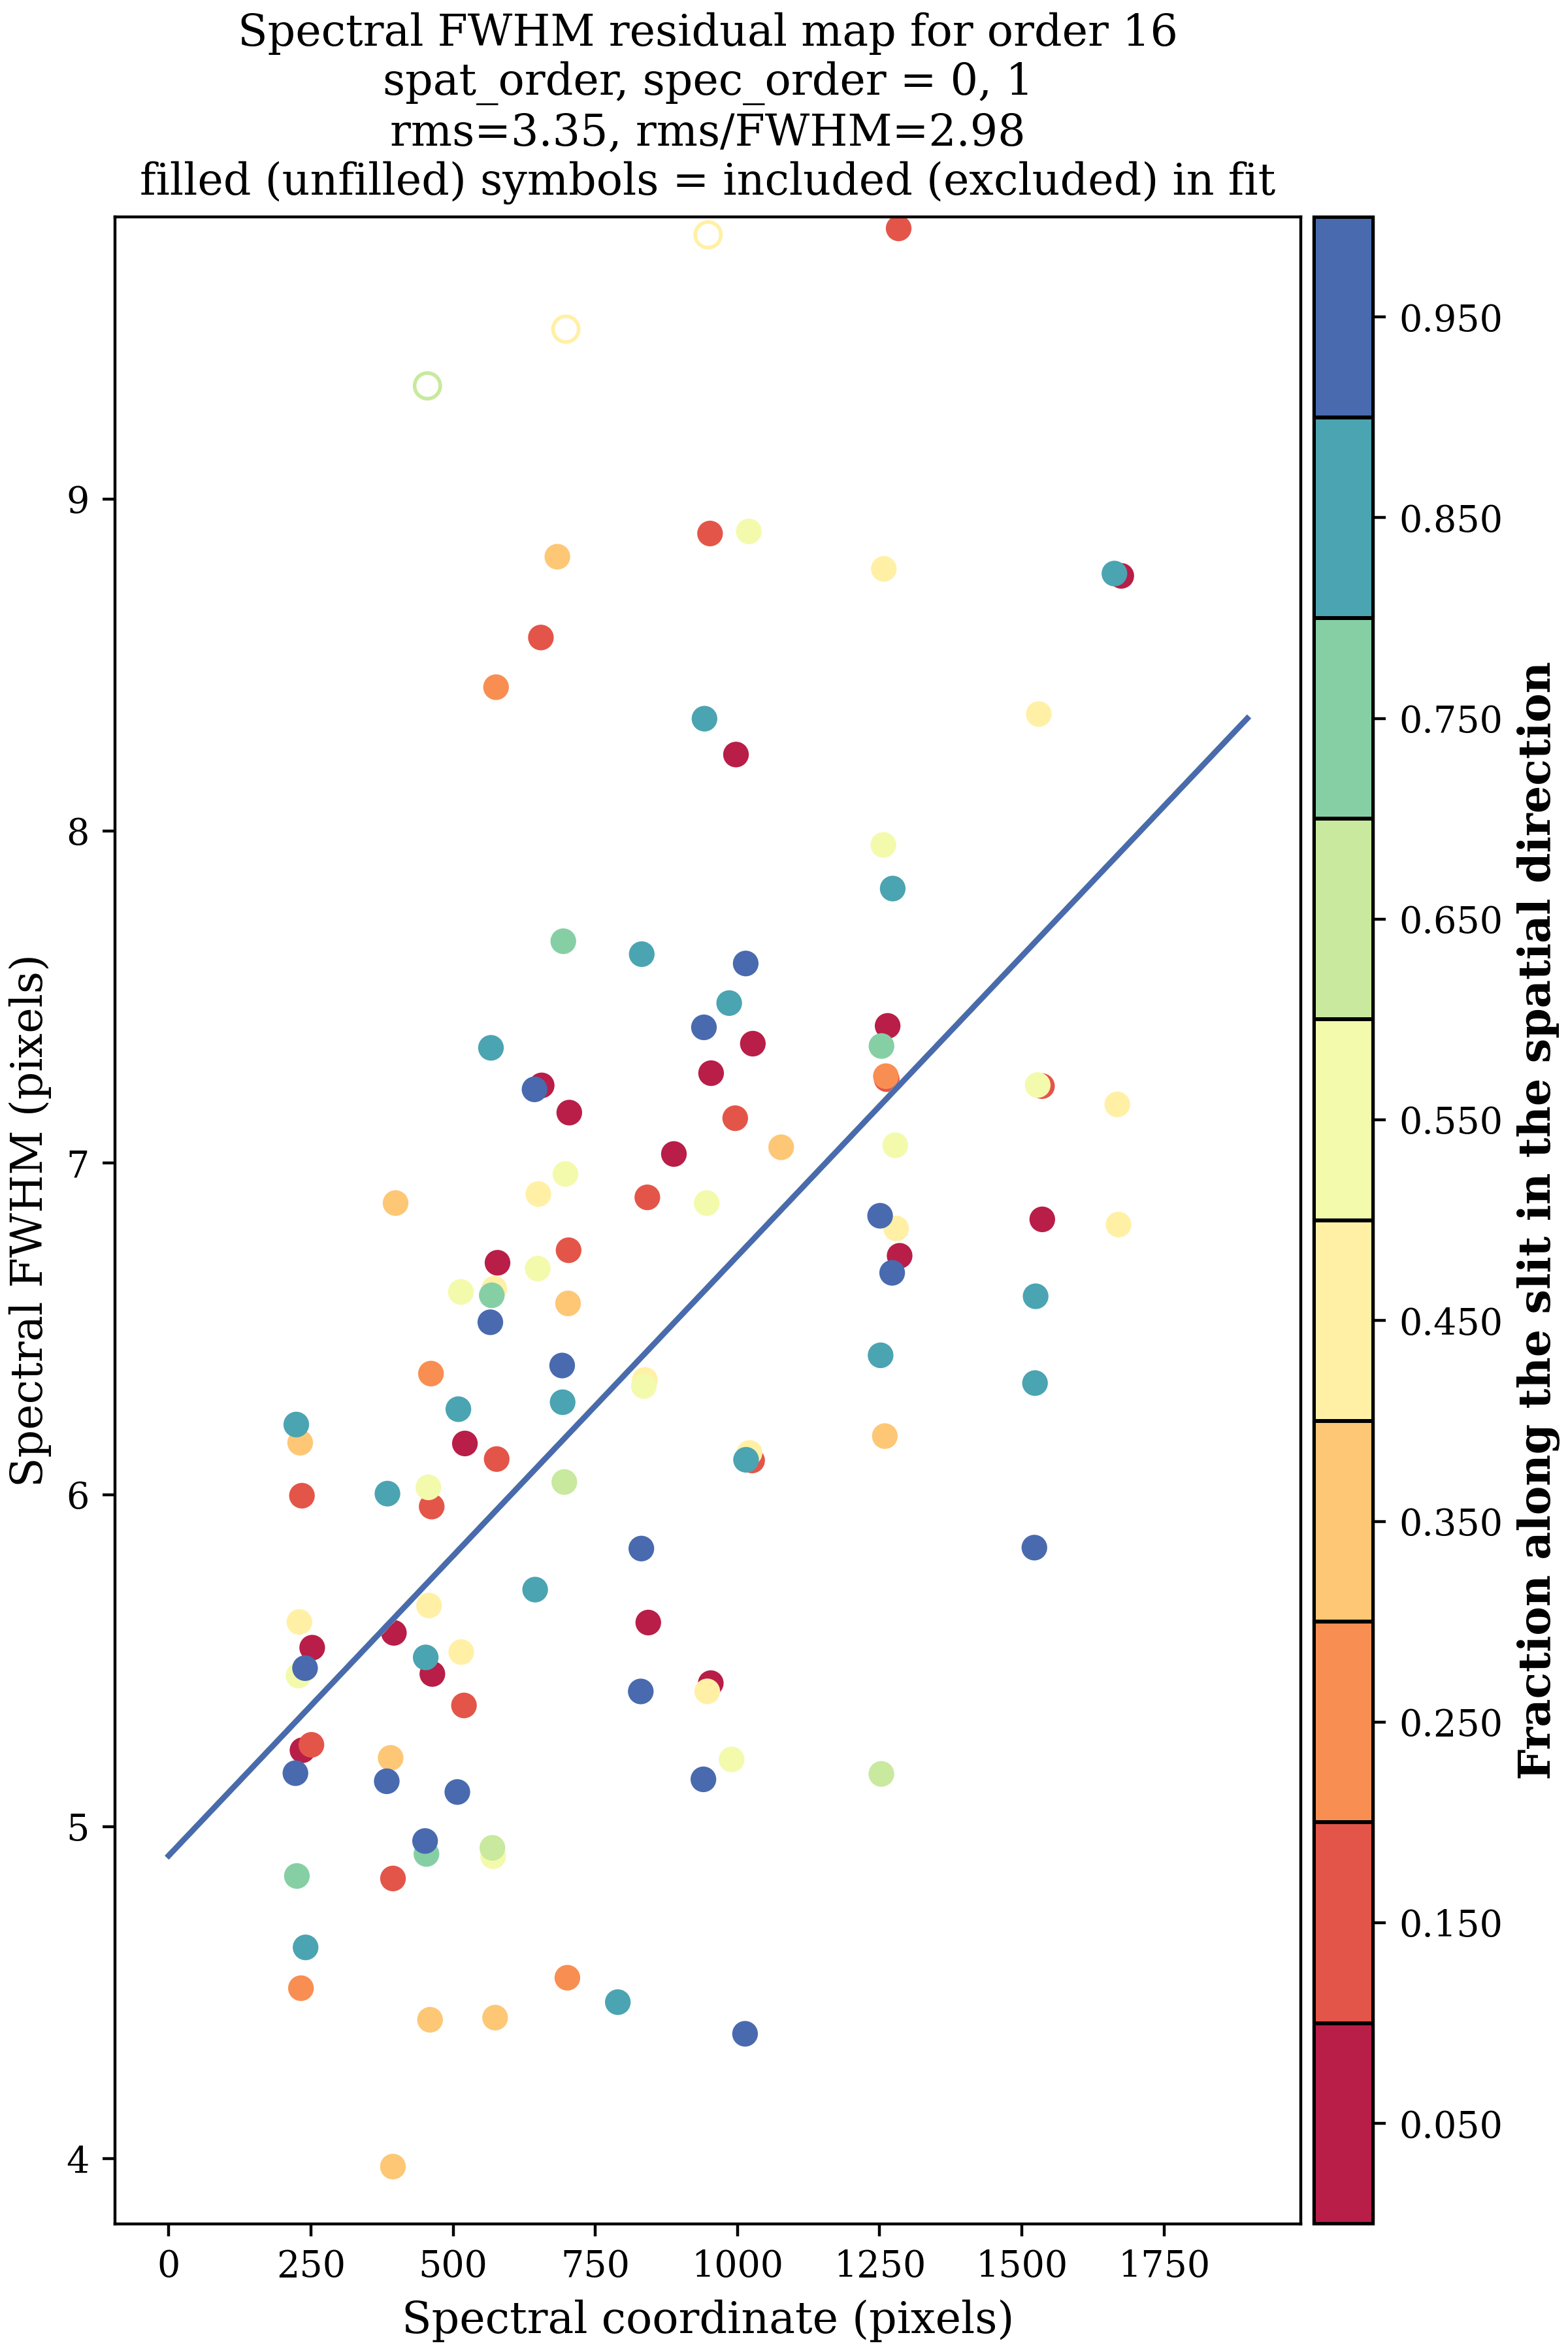 Spectral FWHM residual map for order 16
spat_order, spec_order = 0, 1
rms=3.35, rms/FWHM=2.98
filled (unfilled) symbols = included (excluded) in fit
Spectral FWHM (pixels)
9
8
7
6
5
4
0 250 500 750 1000 1250 1500 1750
Spectral coordinate (pixels)
0.950
0.850
0.750
0.650
0.550
0.450
0.350
0.250
0.150
0.050
Fraction along the slit in the spatial direction